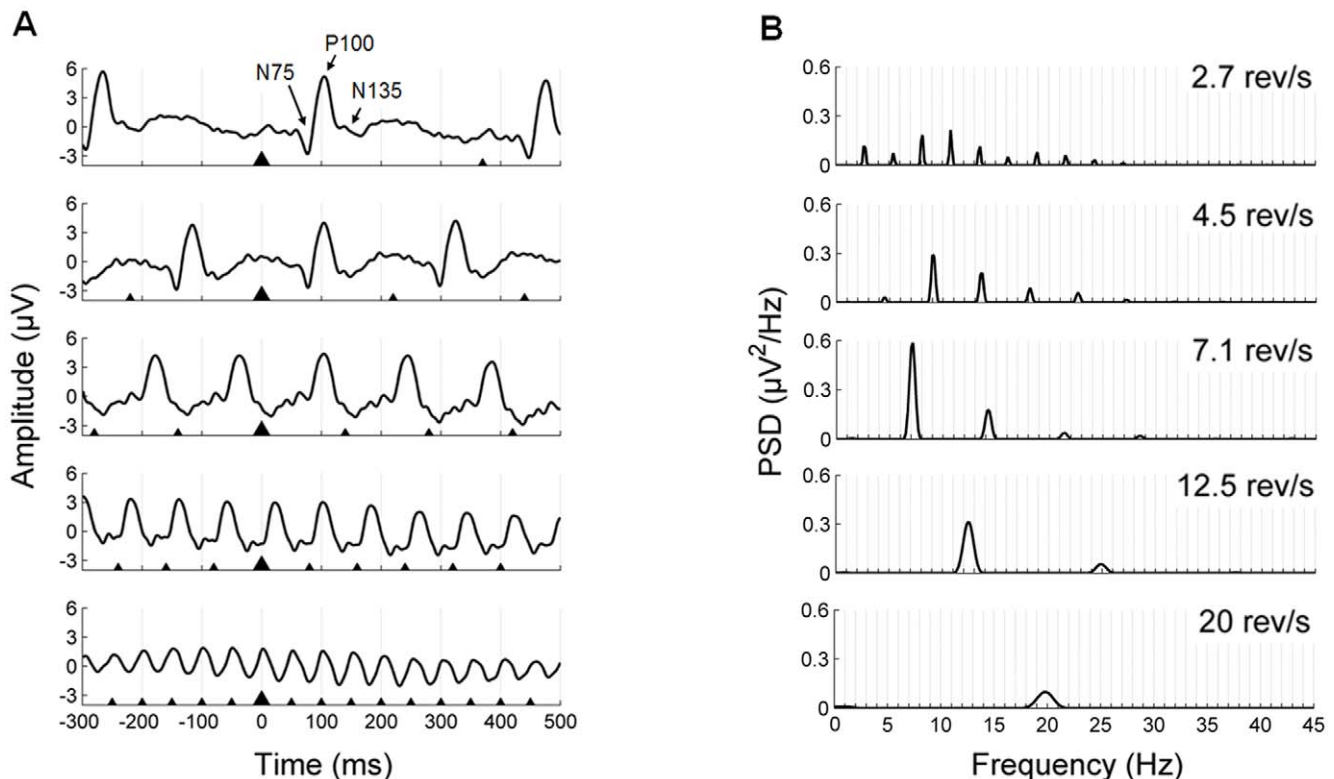 A
B
P100
N75
N135
6
3
0
-3
6
3
0
-3
6
3
0
-3
6
3
0
-3
6
3
0
-3
-300 -200 -100 0 100 200 300 400 500
Amplitude (µV)
Time (ms)
0.6
0.3
0
2.7 rev/s
0.6
0.3
0
4.5 rev/s
0.6
0.3
0
7.1 rev/s
0.6
0.3
0
12.5 rev/s
0.6
0.3
0
20 rev/s
0 5 10 15 20 25 30 35 40 45
PSD (µV²/Hz)
Frequency (Hz)